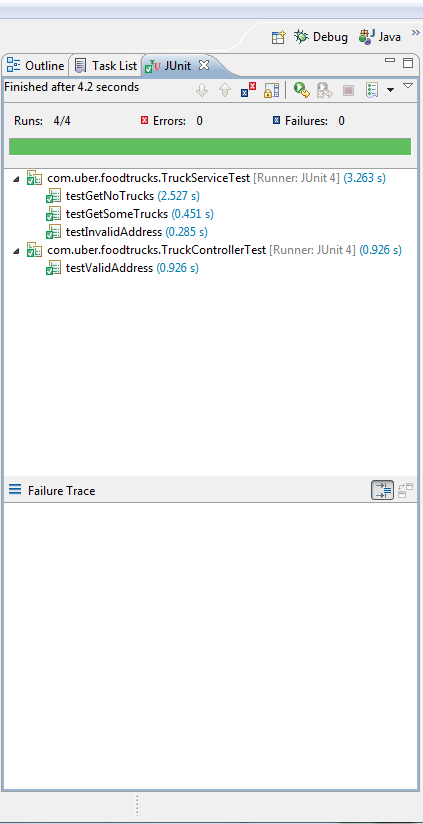 Debug Java »
Outline Task List JUnit
Finished after 4.2 seconds
Runs: 4/4 Errors: 0 Failures: 0
com.uber.foodtrucks.TruckServiceTest [Runner: JUnit 4] (3.263 s)
testGetNoTrucks (2.527 s)
testGetSomeTrucks (0.451 s)
testInvalidAddress (0.285 s)
com.uber.foodtrucks.TruckControllerTest [Runner: JUnit 4] (0.926 s)
testValidAddress (0.926 s)
Failure Trace